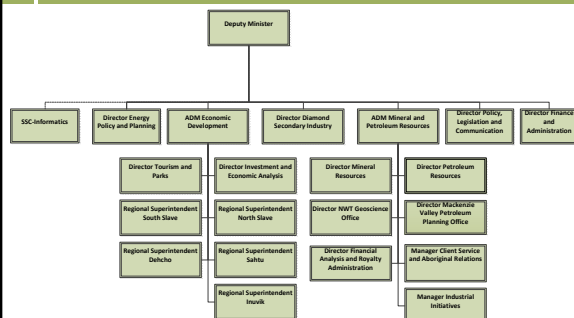 Deputy Minister
SSC-Informatics
Director Energy
Policy and Planning
ADM Economic
Development
Director Diamond
Secondary Industry
ADM Mineral and
Petroleum Resources
Director Policy,
Legislation and
Communication
Director Finance
and
Administration
Director Tourism and
Parks
Director Investment and
Economic Analysis
Director Mineral
Resources
Director Petroleum
Resources
Regional Superintendent
South Slave
Regional Superintendent
North Slave
Director NWT Geoscience
Office
Director Mackenzie
Valley Petroleum
Planning Office
Regional Superintendent
Dehcho
Regional Superintendent
Sahtu
Director Financial
Analysis and Royalty
Administration
Manager Client Service
and Aboriginal Relations
Regional Superintendent
Inuvik
Manager Industrial
Initiatives